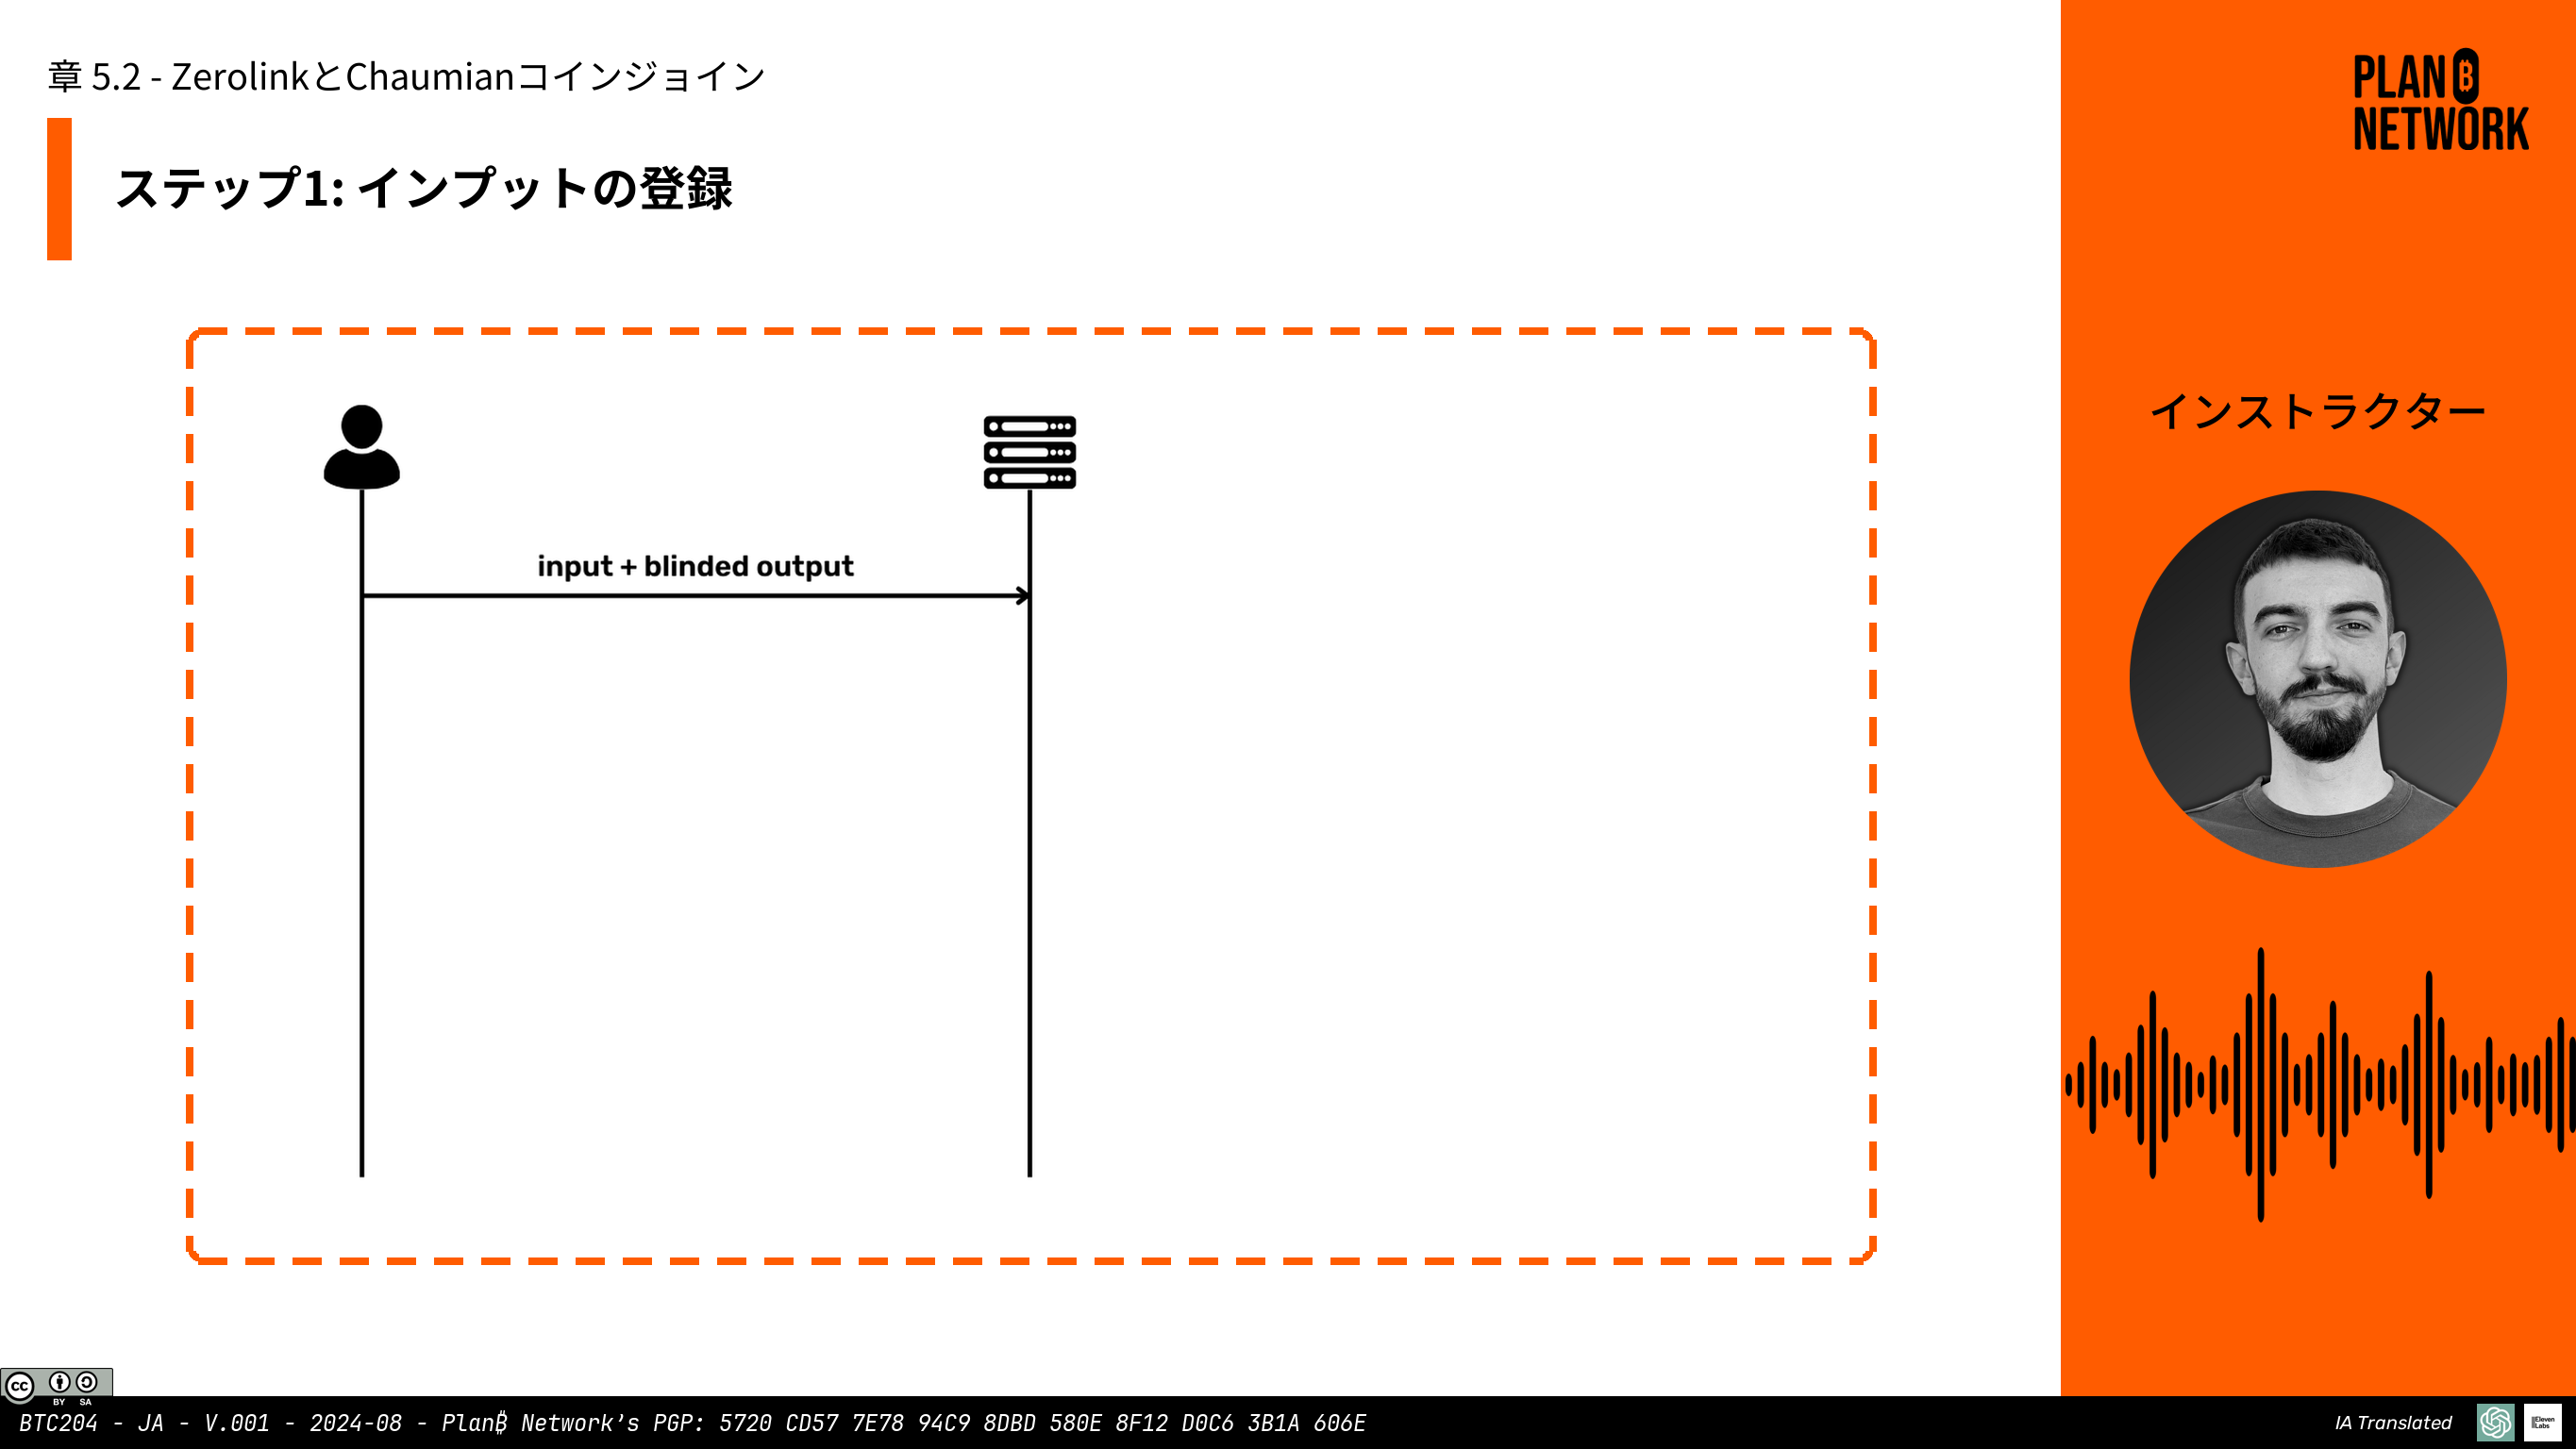 章 5.2 - ZerolinkとChaumianコインジョイン
PLAN ₿
NETWORK
ステップ1: インプットの登録
インストラクター
input + blinded output
cc BY SA
BTC204 - JA - V.001 - 2024-08 - Plan₿ Network's PGP: 5720 CD57 7E78 94C9 8DBD 580E 8F12 D0C6 3B1A 606E
IA Translated
IIEleven
Labs